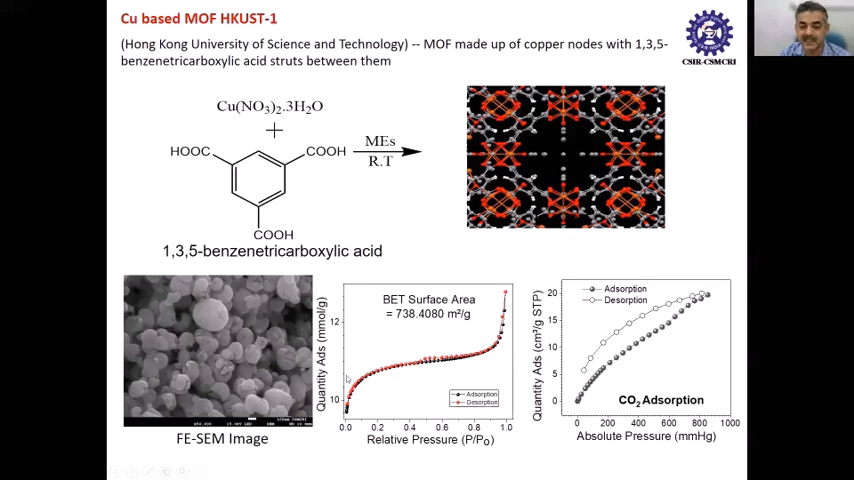 Cu based MOF HKUST-1
(Hong Kong University of Science and Technology) -- MOF made up of copper nodes with 1,3,5-
benzenetricarboxylic acid struts between them
CSIR-CSMCRI
Cu(NO₃)₂.3H₂O
+
HOOC
COOH
COOH
1,3,5-benzenetricarboxylic acid
MEs
R.T
FE-SEM Image
Quantity Ads (mmol/g)
12
10
BET Surface Area
= 738.4080 m²/g
Adsorption
Desorption
0.0 0.2 0.4 0.6 0.8 1.0
Relative Pressure (P/P₀)
Quantity Ads (cm³/g STP)
20
15
10
5
0
Adsorption
Desorption
CO₂ Adsorption
0 200 400 600 800 1000
Absolute Pressure (mmHg)